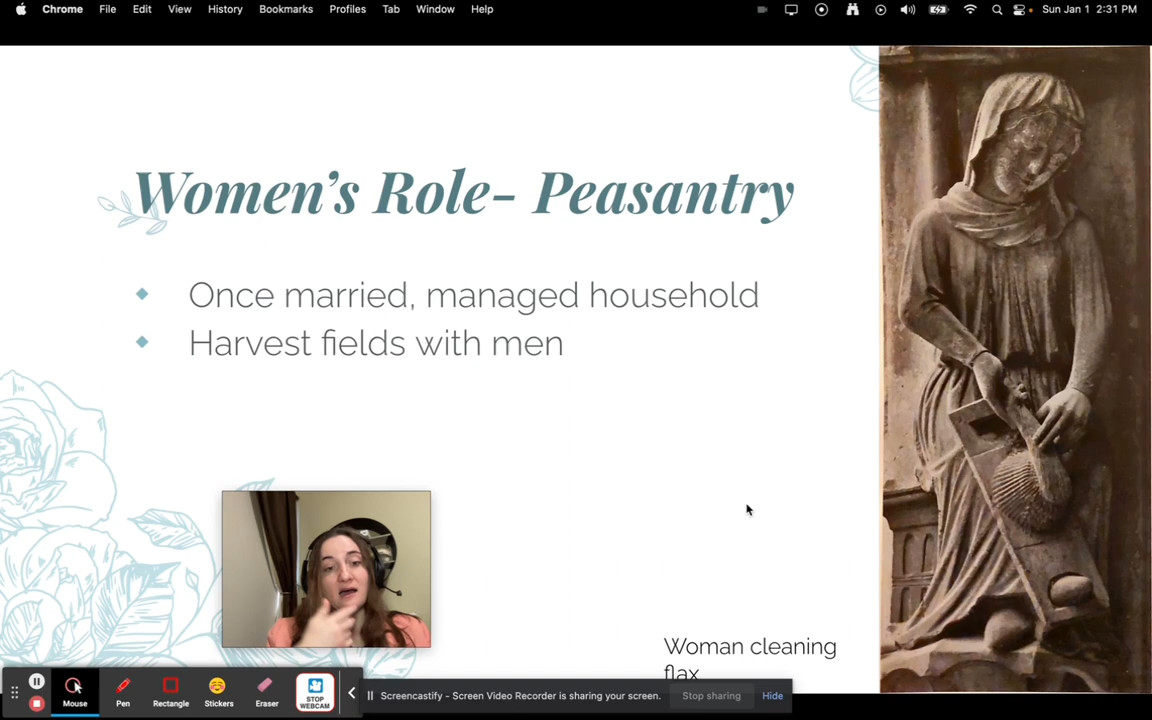 Chrome File Edit View History Bookmarks Profiles Tab Window Help Sun Jan 1 2:31 PM
Women's Role- Peasantry
Once married, managed household
Harvest fields with men
Woman cleaning
flax
Mouse Pen Rectangle Stickers Eraser STOP WEBCAM
Screencastify - Screen Video Recorder is sharing your screen. Stop sharing Hide